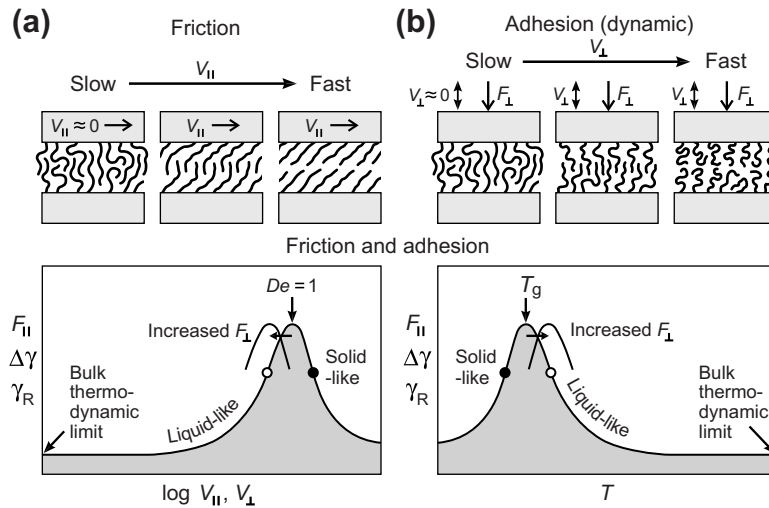 (a)
Friction
V||
Slow
Fast
V|| ≈ 0
V||
V||
(b)
Adhesion (dynamic)
V⊥
Slow
Fast
V⊥≈0
F⊥
V⊥
F⊥
V⊥
F⊥
Friction and adhesion
De = 1
F||
Δγ
γR
Increased F⊥
Solid
-like
Bulk
thermo-
dynamic
limit
Liquid-like
log V||, V⊥
Tg
F||
Δγ
γR
Increased F⊥
Solid
-like
Liquid-like
Bulk
thermo-
dynamic
limit
T